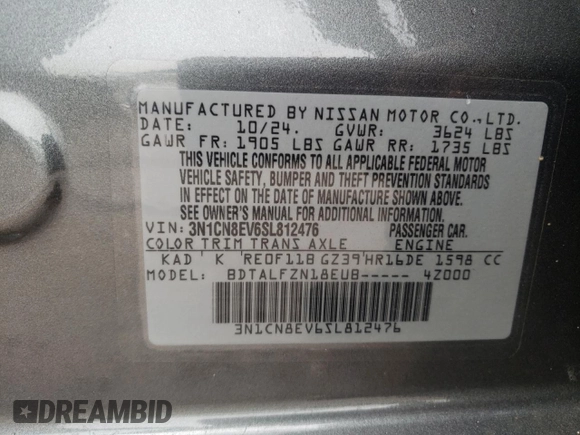 MANUFACTURED BY NISSAN MOTOR CO.,LTD.
DATE: 10/24. GVWR: 3624 LBS
GAWR FR: 1905 LBS GAWR RR: 1735 LBS
THIS VEHICLE CONFORMS TO ALL APPLICABLE FEDERAL MOTOR
VEHICLE SAFETY, BUMPER AND THEFT PREVENTION STANDARDS
IN EFFECT ON THE DATE OF MANUFACTURE SHOWN ABOVE.
SEE OWNER'S MANUAL FOR ADDITIONAL INFORMATION.
VIN: 3N1CN8EV6SL812476 PASSENGER CAR.
COLOR TRIM TRANS AXLE ENGINE
KAD K RE0F11B GZ39 HR16DE 1598 CC
MODEL: BDTALFZN18EUB----- 4Z000
3N1CN8EV6SL812476
DREAMBID